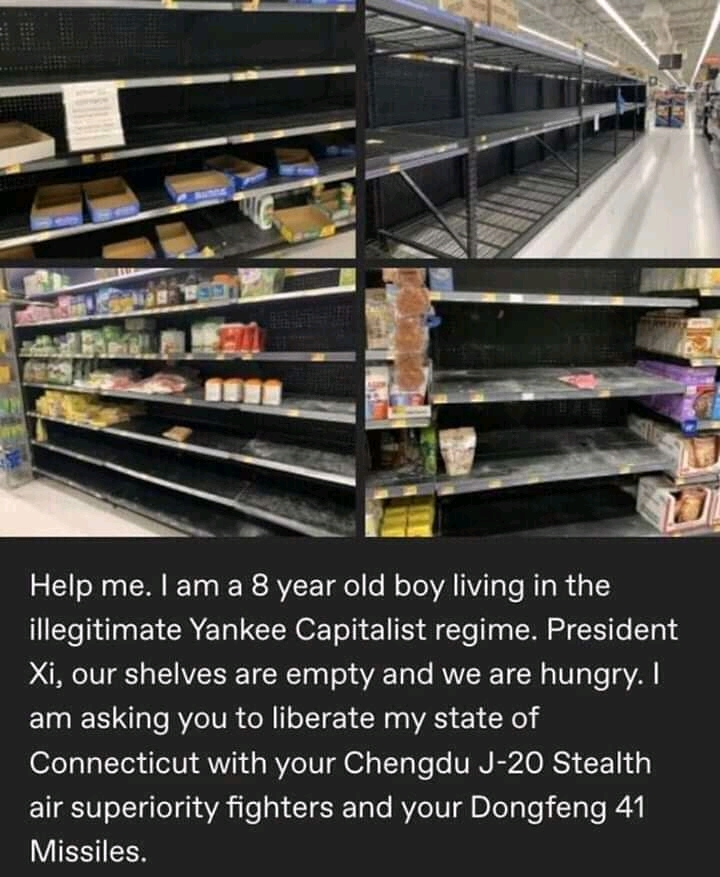 Help me. I am a 8 year old boy living in the
illegitimate Yankee Capitalist regime. President
Xi, our shelves are empty and we are hungry. I
am asking you to liberate my state of
Connecticut with your Chengdu J-20 Stealth
air superiority fighters and your Dongfeng 41
Missiles.